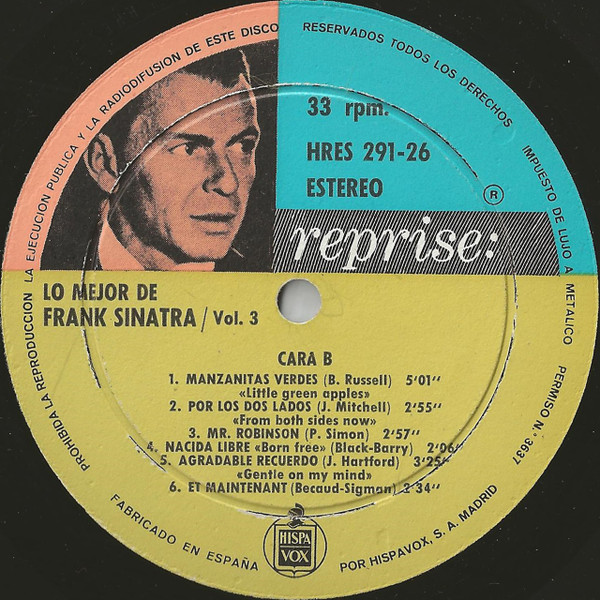 PROHIBIDA LA REPRODUCCION LA EJECUCION PUBLICA Y LA RADIODIFUSION DE ESTE DISCO
RESERVADOS TODOS LOS DERECHOS
IMPUESTO DE LUJO A METALICO PERMISO N.° 3637
33 rpm.
HRES 291-26
ESTEREO
R
reprise:
LO MEJOR DE
FRANK SINATRA / Vol. 3
CARA B
1. MANZANITAS VERDES (B. Russell) 5'01''
«Little green apples»
2. POR LOS DOS LADOS (J. Mitchell) 2'55''
«From both sides now»
3. MR. ROBINSON (P. Simon) 2'57''
4. NACIDA LIBRE «Born free» (Black-Barry) 2'06''
5. AGRADABLE RECUERDO (J. Hartford) 3'25''
«Gentle on my mind»
6. ET MAINTENANT (Becaud-Sigman) 2'34''
HISPA
VOX
FABRICADO EN ESPAÑA
POR HISPAVOX, S. A. MADRID